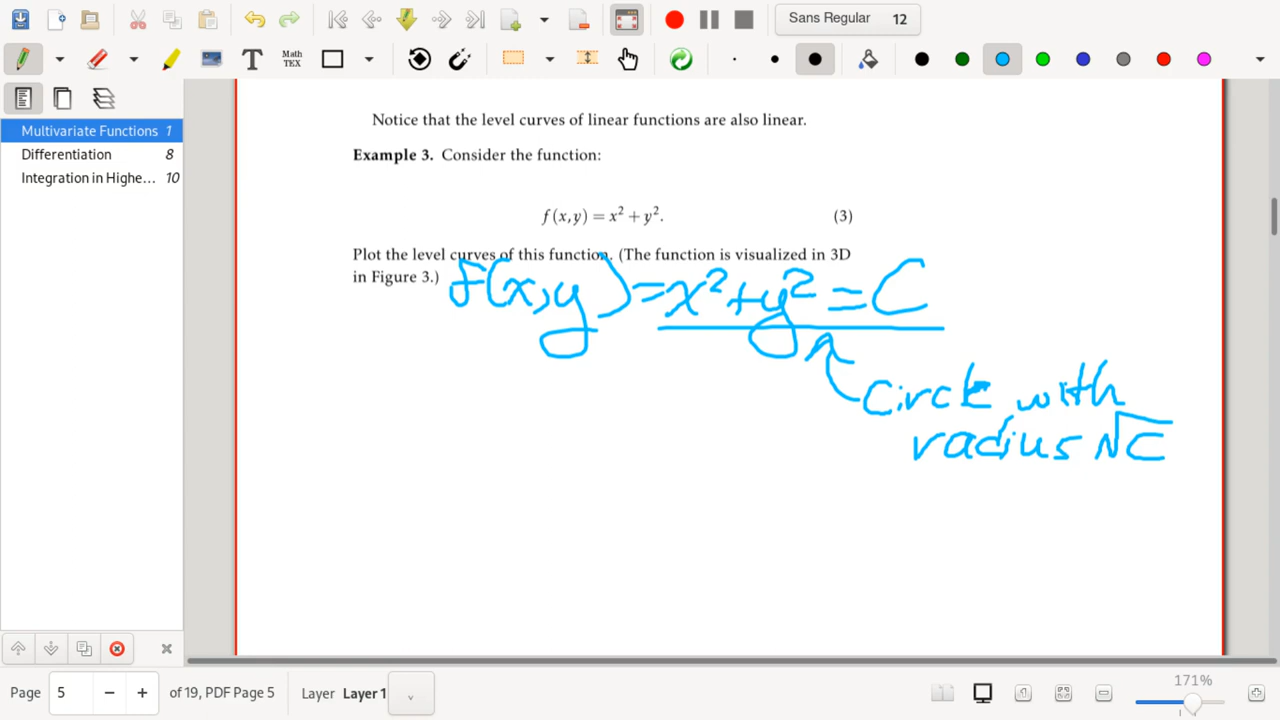 Sans Regular 12
T Math TEX
Multivariate Functions 1
Differentiation 8
Integration in Highe... 10
Notice that the level curves of linear functions are also linear.
Example 3. Consider the function:
f(x,y) = x² + y². (3)
Plot the level curves of this function. (The function is visualized in 3D
in Figure 3.)
f(x,y)=x²+y²=C
Circle with
radius √C
171%
Page 5 of 19, PDF Page 5 Layer Layer 1